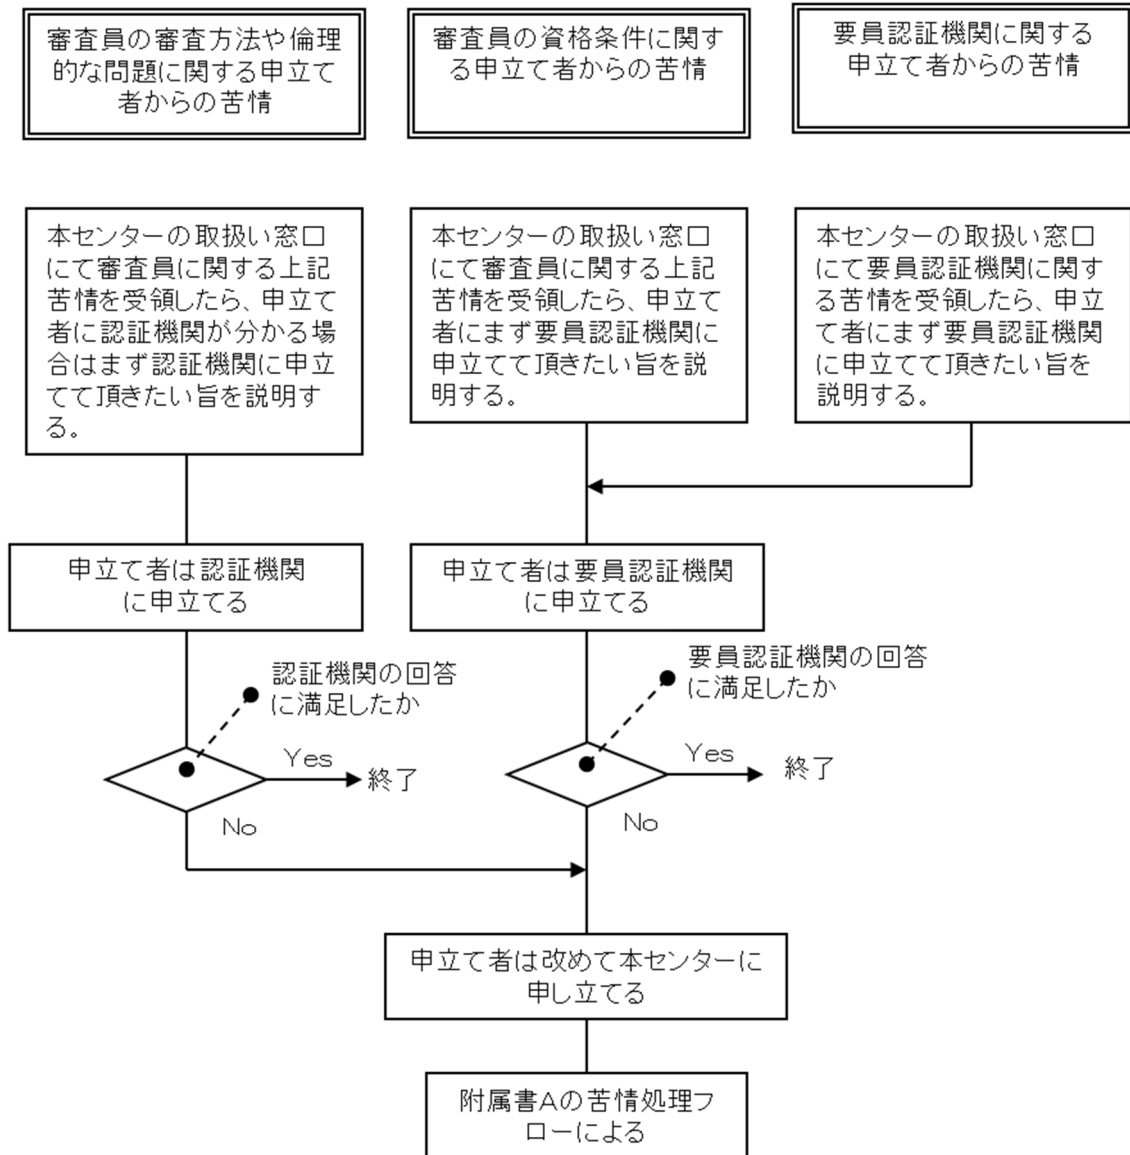 審査員の審査方法や倫理
的な問題に関する申立て
者からの苦情
審査員の資格条件に関す
る申立て者からの苦情
要員認証機関に関する
申立て者からの苦情
本センターの取扱い窓口
にて審査員に関する上記
苦情を受領したら、申立て
者に認証機関が分かる場
合はまず認証機関に申立
てて頂きたい旨を説明す
る。
本センターの取扱い窓口
にて審査員に関する上記
苦情を受領したら、申立て
者にまず要員認証機関に
申立てて頂きたい旨を説
明する。
本センターの取扱い窓口
にて要員認証機関に関す
る苦情を受領したら、申立
て者にまず要員認証機関
に申立てて頂きたい旨を
説明する。
申立て者は認証機関
に申立てる
申立て者は要員認証機関
に申立てる
認証機関の回答
に満足したか
要員認証機関の回答
に満足したか
Yes
終了
No
Yes
終了
No
申立て者は改めて本センターに
申し立てる
附属書Aの苦情処理フ
ローによる